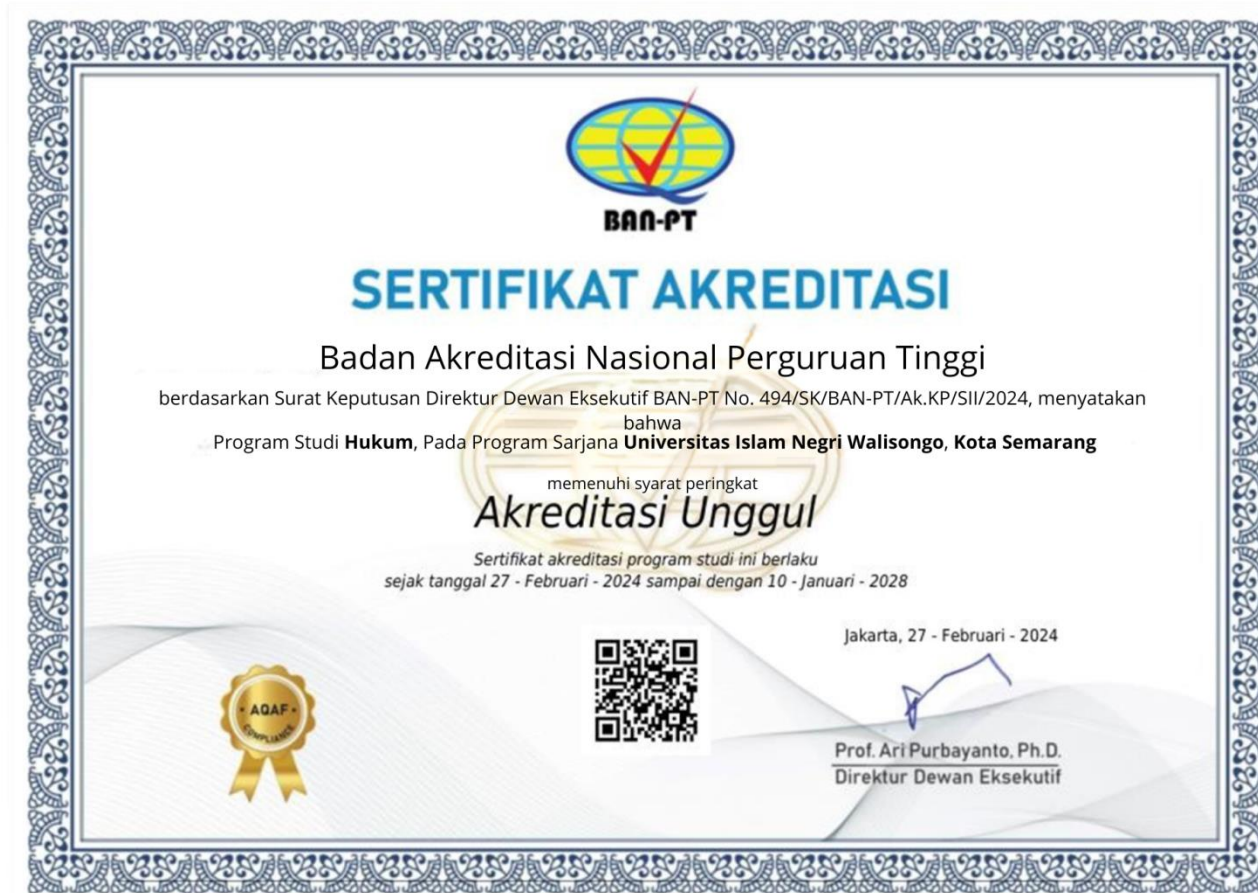 BAN-PT
SERTIFIKAT AKREDITASI
Badan Akreditasi Nasional Perguruan Tinggi
berdasarkan Surat Keputusan Direktur Dewan Eksekutif BAN-PT No. 494/SK/BAN-PT/Ak.KP/SII/2024, menyatakan
bahwa
Program Studi Hukum, Pada Program Sarjana Universitas Islam Negri Walisongo, Kota Semarang
memenuhi syarat peringkat
Akreditasi Unggul
Sertifikat akreditasi program studi ini berlaku
sejak tanggal 27 - Februari - 2024 sampai dengan 10 - Januari - 2028
Jakarta, 27 - Februari - 2024
AQAF
COMPLIANCE
Prof. Ari Purbayanto, Ph.D.
Direktur Dewan Eksekutif